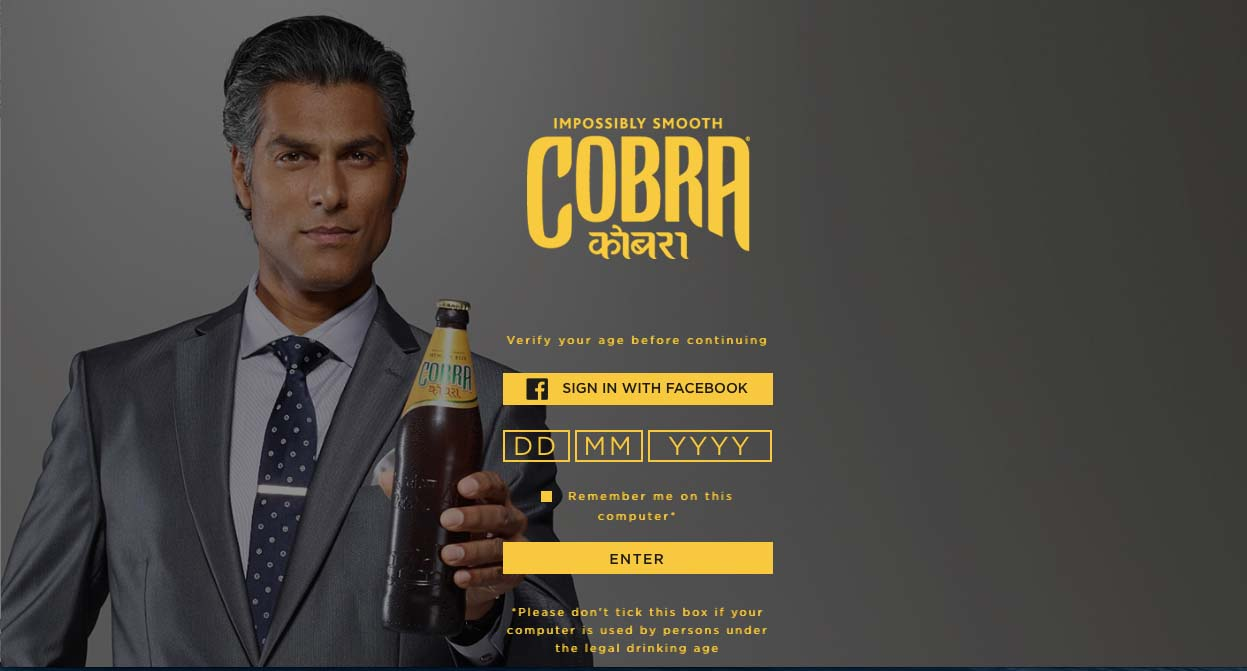 IMPOSSIBLY SMOOTH
COBRA®
कोबरा
COBRA
कोबरा
Verify your age before continuing
SIGN IN WITH FACEBOOK
DD MM YYYY
Remember me on this
computer*
ENTER
*Please don't tick this box if your
computer is used by persons under
the legal drinking age